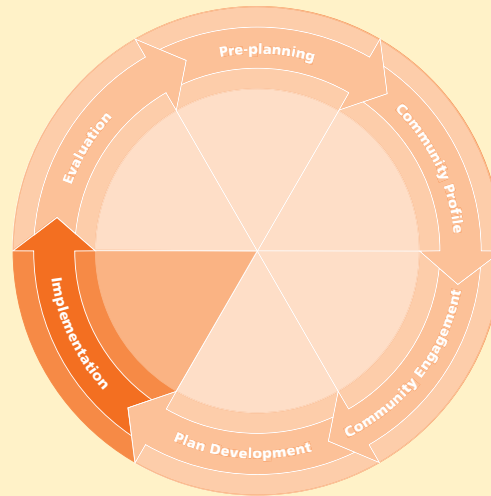 Pre-planning
Community Profile
Community Engagement
Plan Development
Implementation
Evaluation